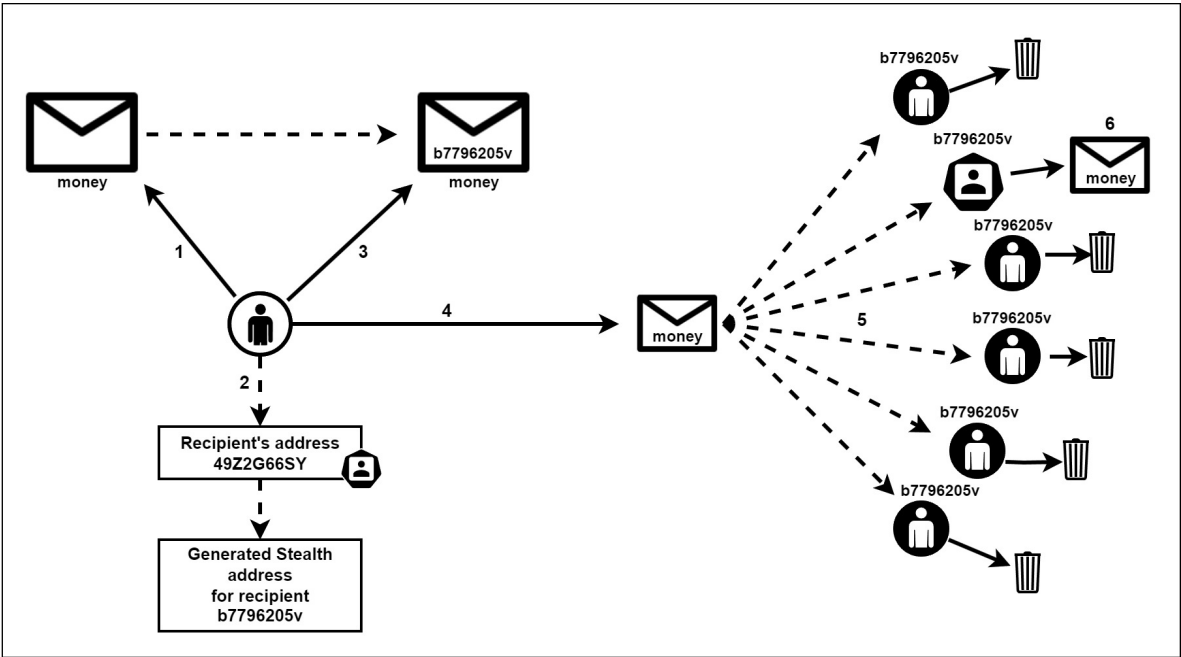 money
b7796205v
money
1
3
2
Recipient's address
49Z2G66SY
Generated Stealth
address
for recipient
b7796205v
4
money
5
b7796205v
b7796205v
6
money
b7796205v
b7796205v
b7796205v
b7796205v